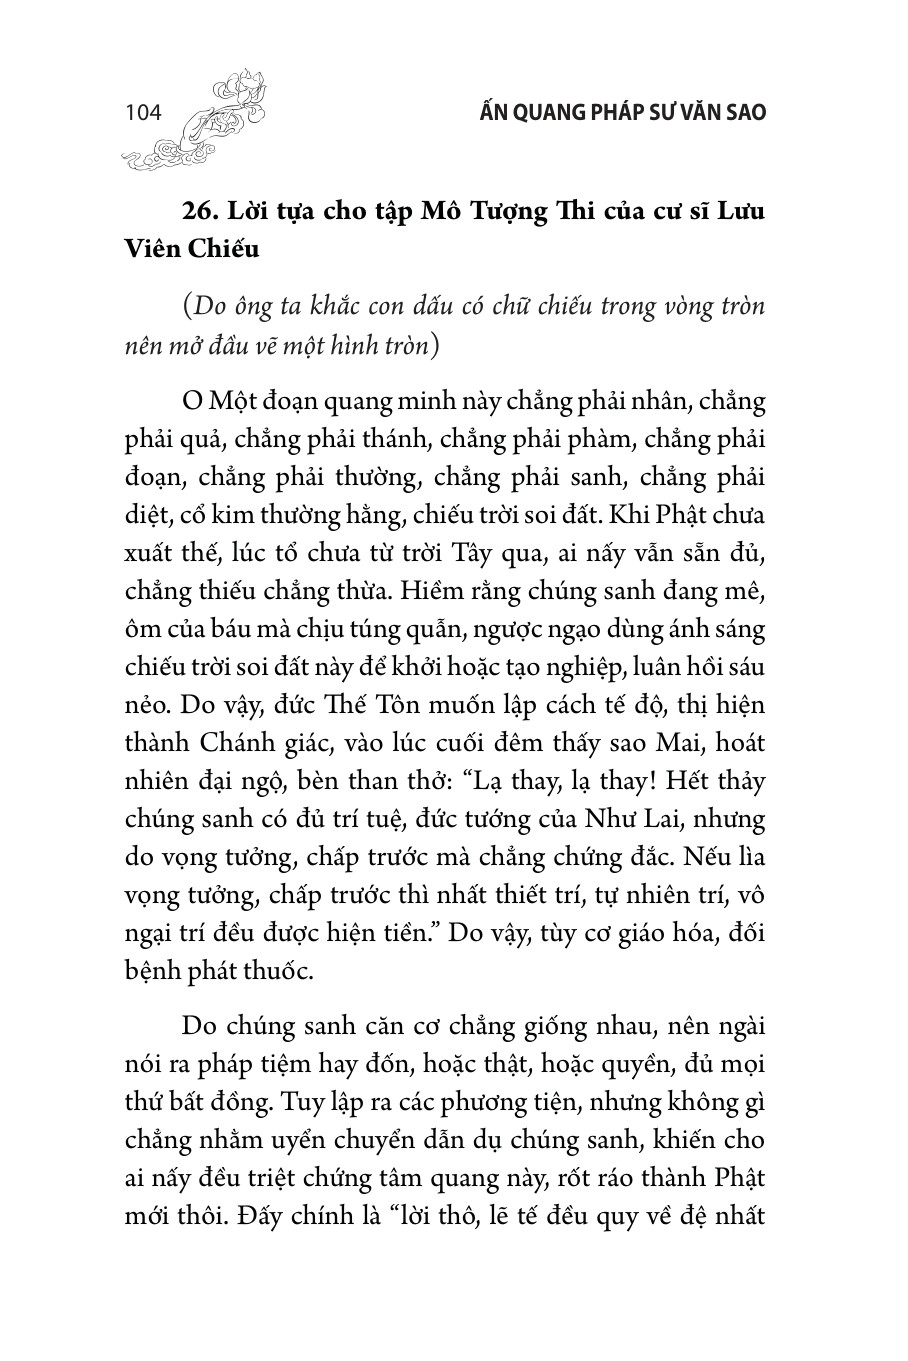 104
ẤN QUANG PHÁP SƯ VĂN SAO
26. Lời tựa cho tập Mô Tượng Thi của cư sĩ Lưu
Viên Chiếu
(Do ông ta khắc con dấu có chữ chiếu trong vòng tròn
nên mở đầu vẽ một hình tròn)
O Một đoạn quang minh này chẳng phải nhân, chẳng
phải quả, chẳng phải thánh, chẳng phải phàm, chẳng phải
đoạn, chẳng phải thường, chẳng phải sanh, chẳng phải
diệt, cổ kim thường hằng, chiếu trời soi đất. Khi Phật chưa
xuất thế, lúc tổ chưa từ trời Tây qua, ai nấy vẫn sẵn đủ,
chẳng thiếu chẳng thừa. Hiềm rằng chúng sanh đang mê,
ôm của báu mà chịu túng quẫn, ngược ngạo dùng ánh sáng
chiếu trời soi đất này để khởi hoặc tạo nghiệp, luân hồi sáu
nẻo. Do vậy, đức Thế Tôn muốn lập cách tế độ, thị hiện
thành Chánh giác, vào lúc cuối đêm thấy sao Mai, hoát
nhiên đại ngộ, bèn than thở: “Lạ thay, lạ thay! Hết thảy
chúng sanh có đủ trí tuệ, đức tướng của Như Lai, nhưng
do vọng tưởng, chấp trước mà chẳng chứng đắc. Nếu lìa
vọng tưởng, chấp trước thì nhất thiết trí, tự nhiên trí, vô
ngại trí đều được hiện tiền.” Do vậy, tùy cơ giáo hóa, đối
bệnh phát thuốc.
Do chúng sanh căn cơ chẳng giống nhau, nên ngài
nói ra pháp tiệm hay đốn, hoặc thật, hoặc quyền, đủ mọi
thứ bất đồng. Tuy lập ra các phương tiện, nhưng không gì
chẳng nhằm uyển chuyển dẫn dụ chúng sanh, khiến cho
ai nấy đều triệt chứng tâm quang này, rốt ráo thành Phật
mới thôi. Đấy chính là “lời thô, lẽ tế đều quy về đệ nhất